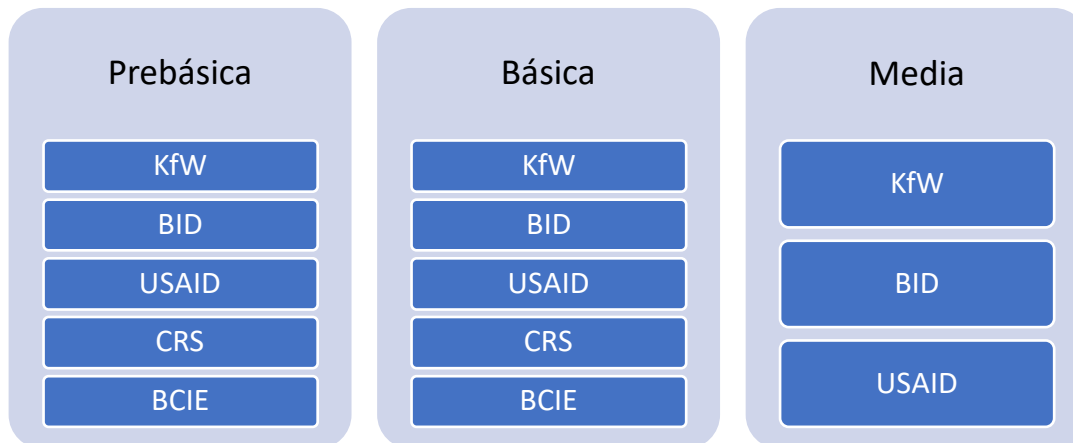 Prebásica
KfW
BID
USAID
CRS
BCIE
Básica
KfW
BID
USAID
CRS
BCIE
Media
KfW
BID
USAID